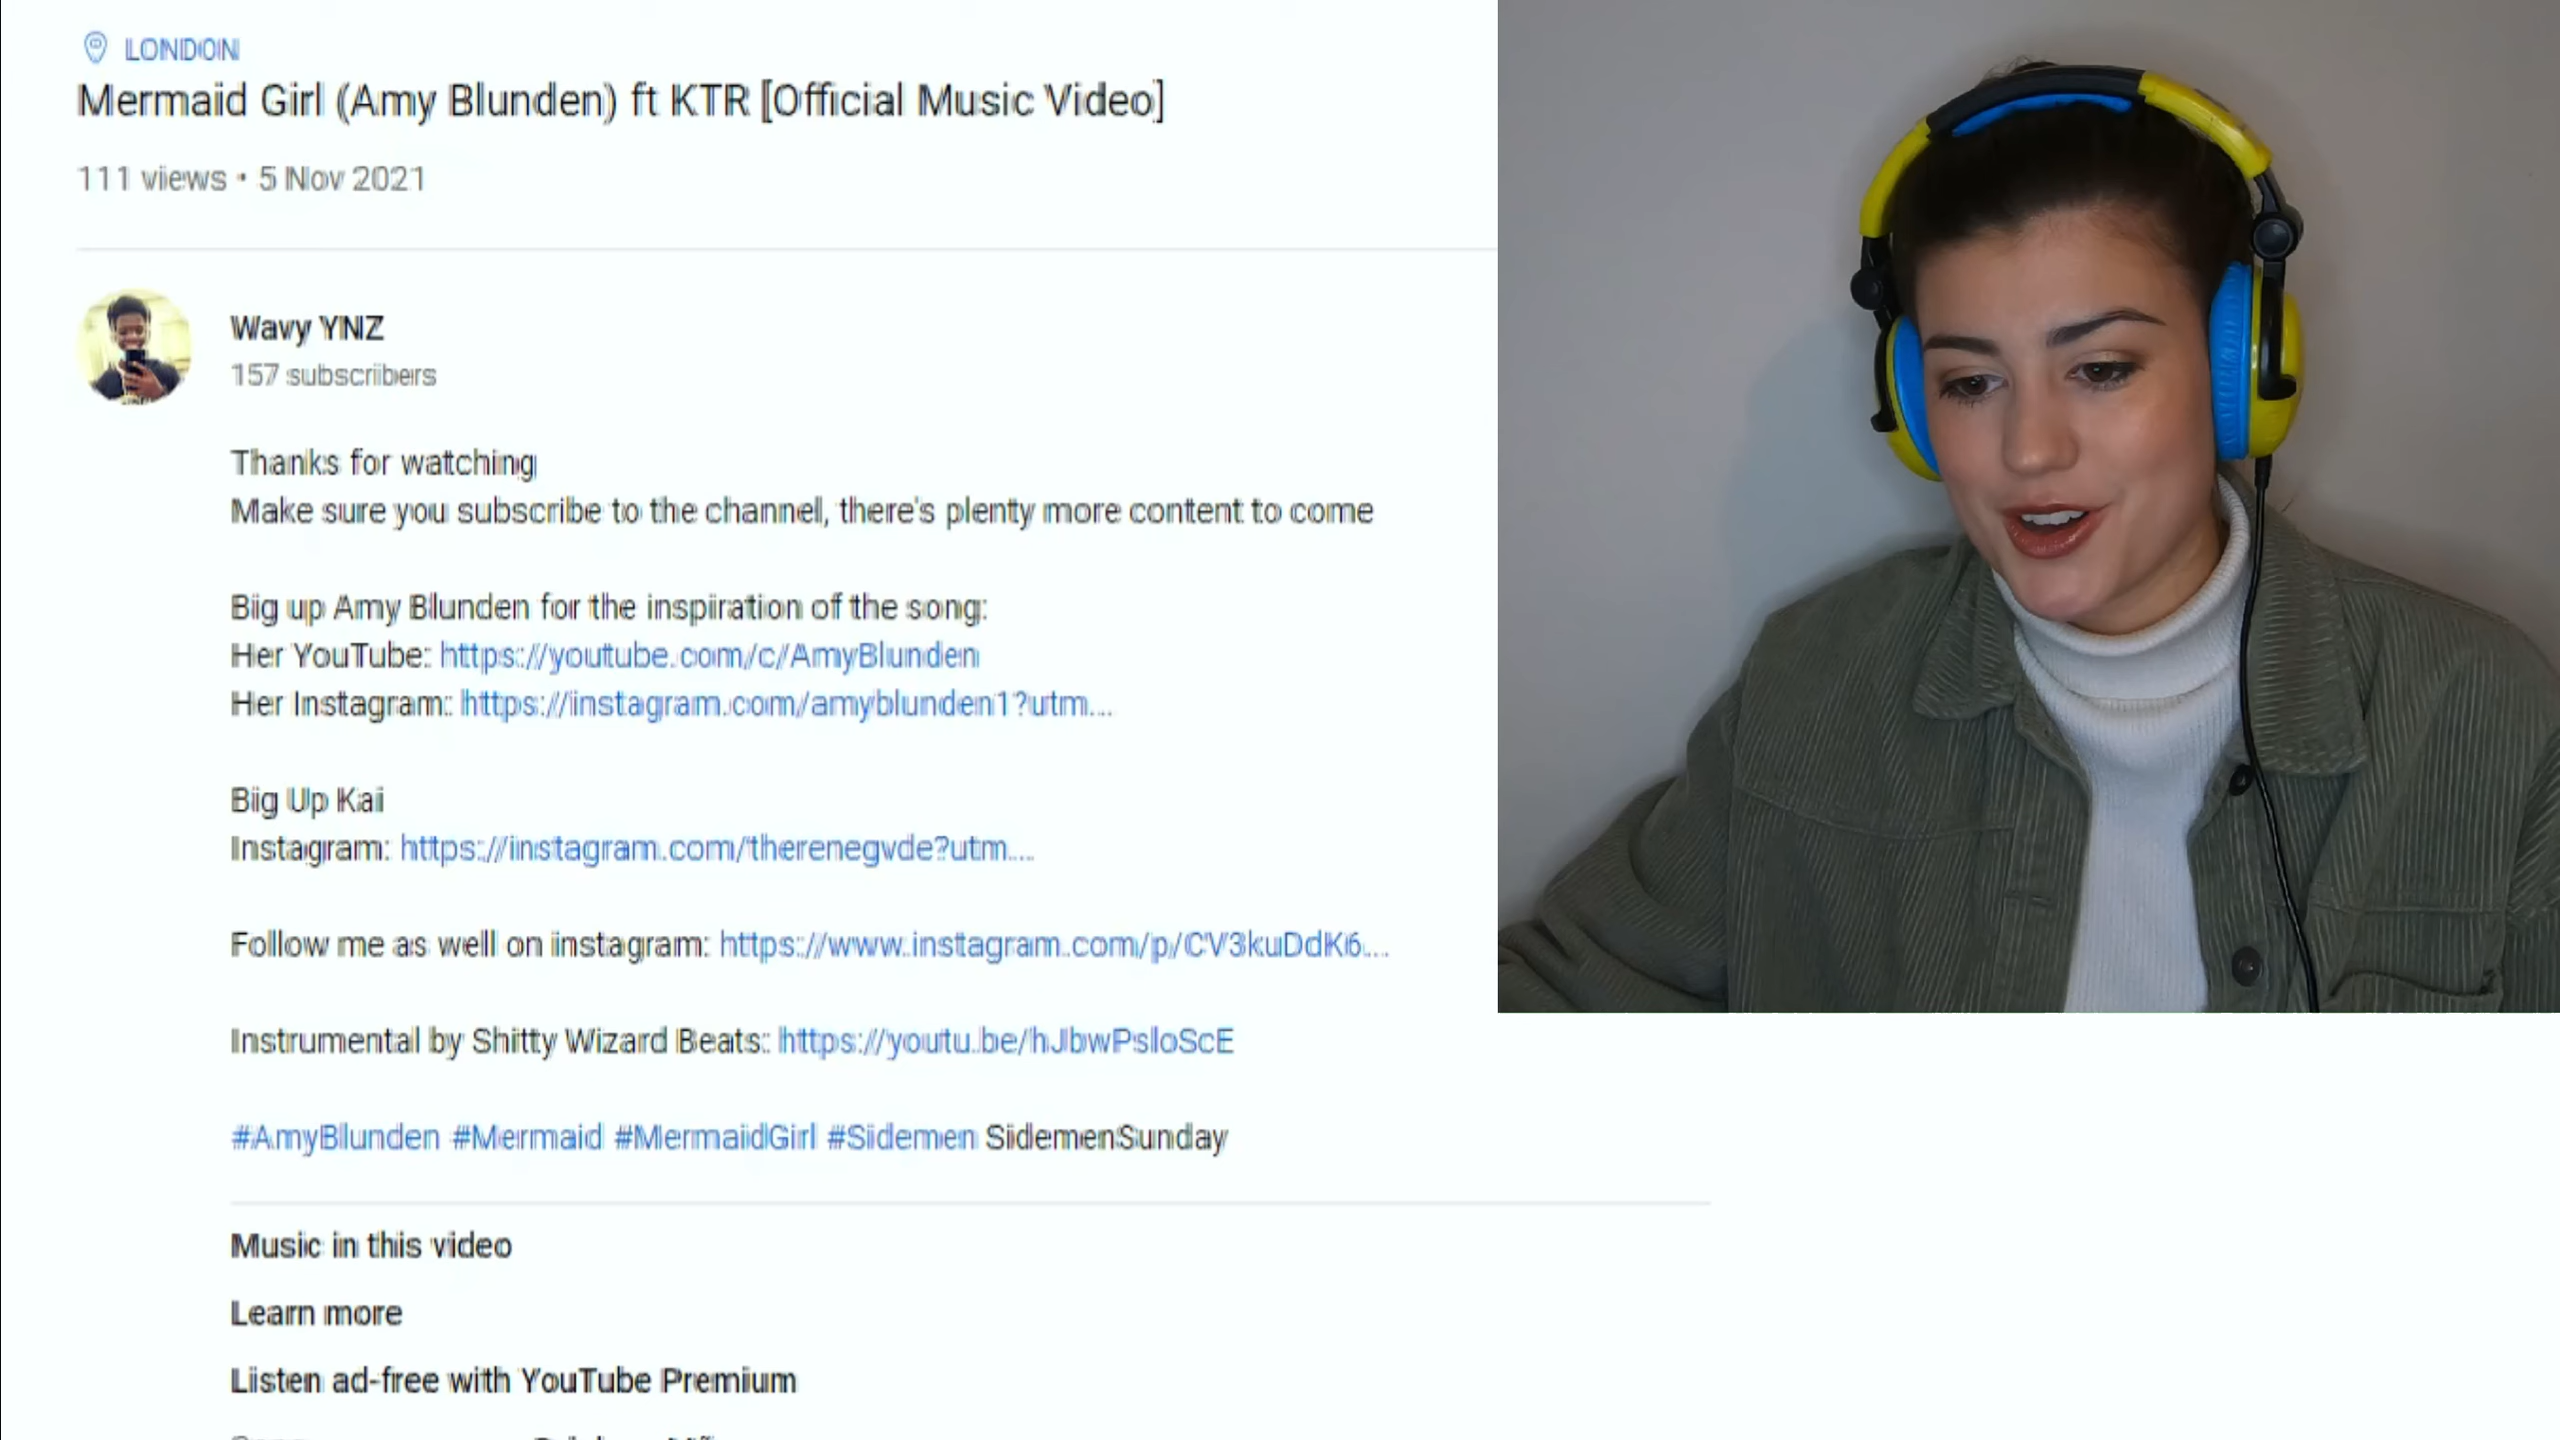 LONDON
Mermaid Girl (Amy Blunden) ft KTR [Official Music Video]
111 views • 5 Nov 2021
Wavy YNZ
157 subscribers
Thanks for watching
Make sure you subscribe to the channel, there's plenty more content to come
Big up Amy Blunden for the inspiration of the song:
Her YouTube: https://youtube.com/c/AmyBlunden
Her Instagram: https://instagram.com/amyblunden1?utm...
Big Up Kai
Instagram: https://instagram.com/therenegvde?utm...
Follow me as well on instagram: https://www.instagram.com/p/CV3kuDdK6...
Instrumental by Shitty Wizard Beats: https://youtu.be/hJbwPsloScE
#AmyBlunden #Mermaid #MermaidGirl #Sidemen SidemenSunday
Music in this video
Learn more
Listen ad-free with YouTube Premium